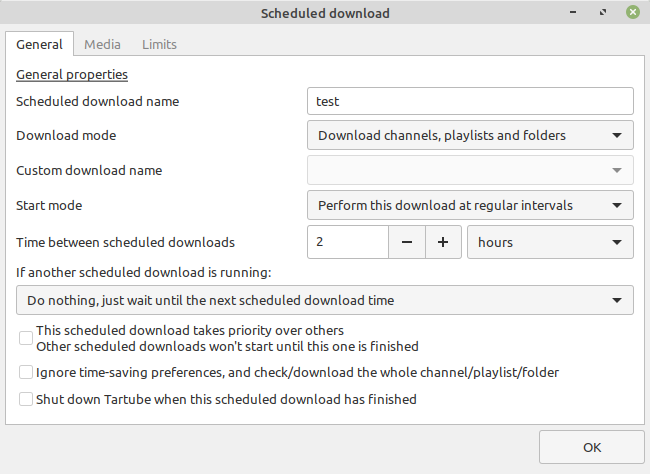 Scheduled download
General Media Limits
General properties
Scheduled download name test
Download mode Download channels, playlists and folders
Custom download name
Start mode Perform this download at regular intervals
Time between scheduled downloads 2 − + hours
If another scheduled download is running:
Do nothing, just wait until the next scheduled download time
This scheduled download takes priority over others
Other scheduled downloads won't start until this one is finished
Ignore time-saving preferences, and check/download the whole channel/playlist/folder
Shut down Tartube when this scheduled download has finished
OK